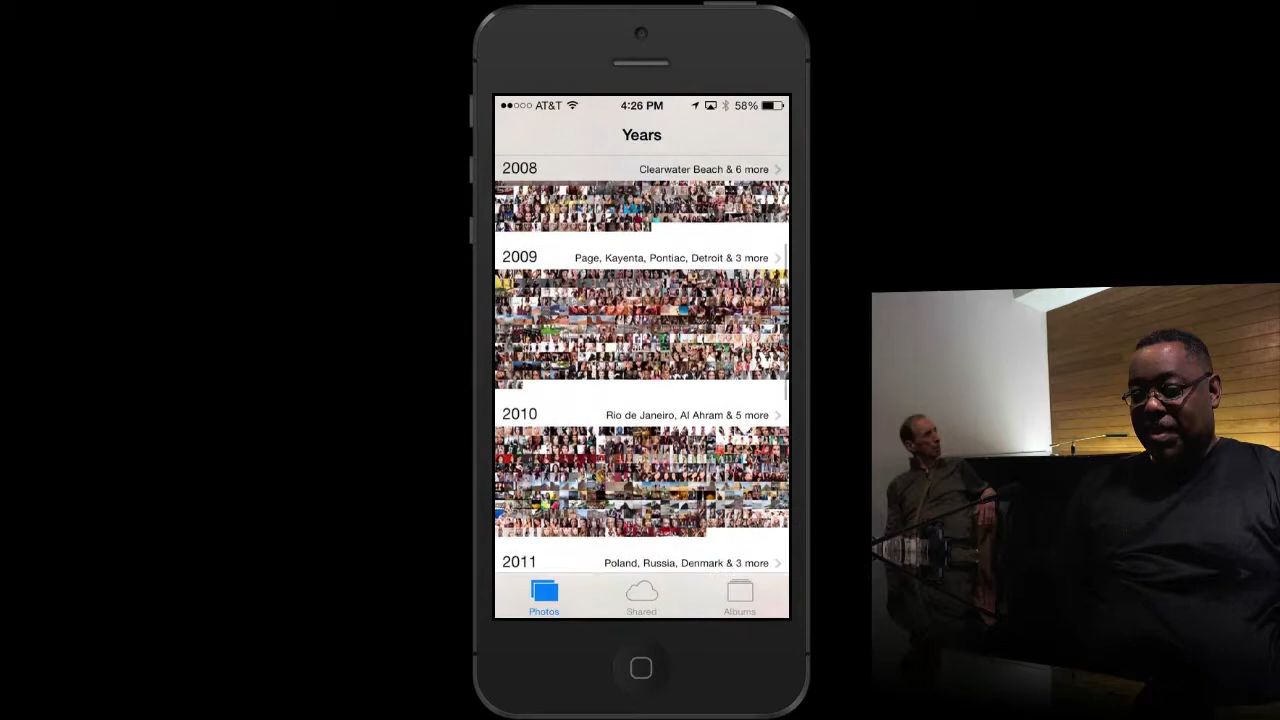 AT&T 4:26 PM 58%
Years
2008 Clearwater Beach & 6 more
2009 Page, Kayenta, Pontiac, Detroit & 3 more
2010 Rio de Janeiro, Al Ahram & 5 more
2011 Poland, Russia, Denmark & 3 more
Photos Shared Albums